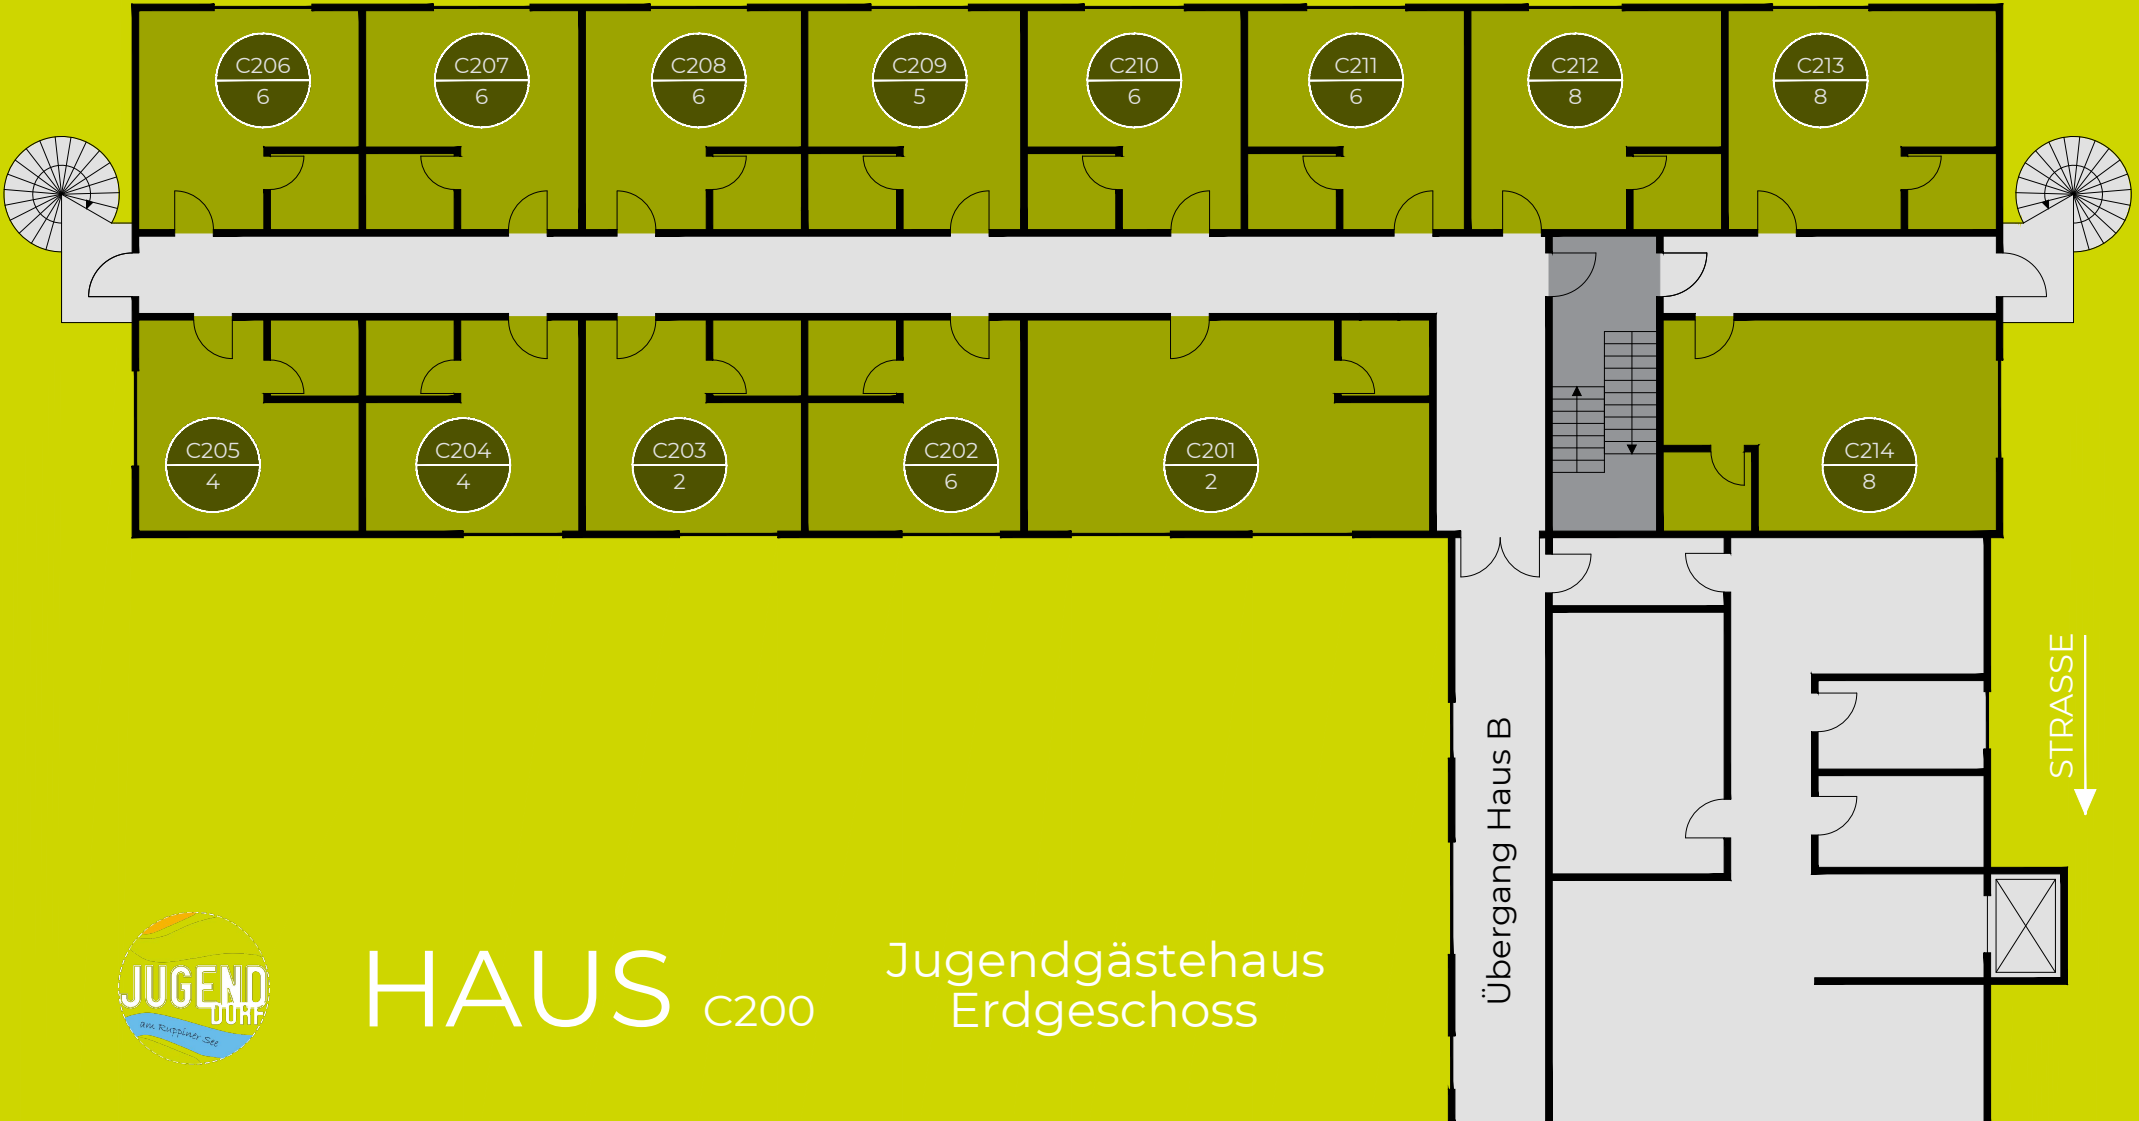 C206
6
C207
6
C208
6
C209
5
C210
6
C211
6
C212
8
C213
8
C205
4
C204
4
C203
2
C202
6
C201
2
C214
8
STRASSE
Übergang Haus B
JUGEND
DORF
am Ruppiner See
HAUS C200
Jugendgästehaus
Erdgeschoss